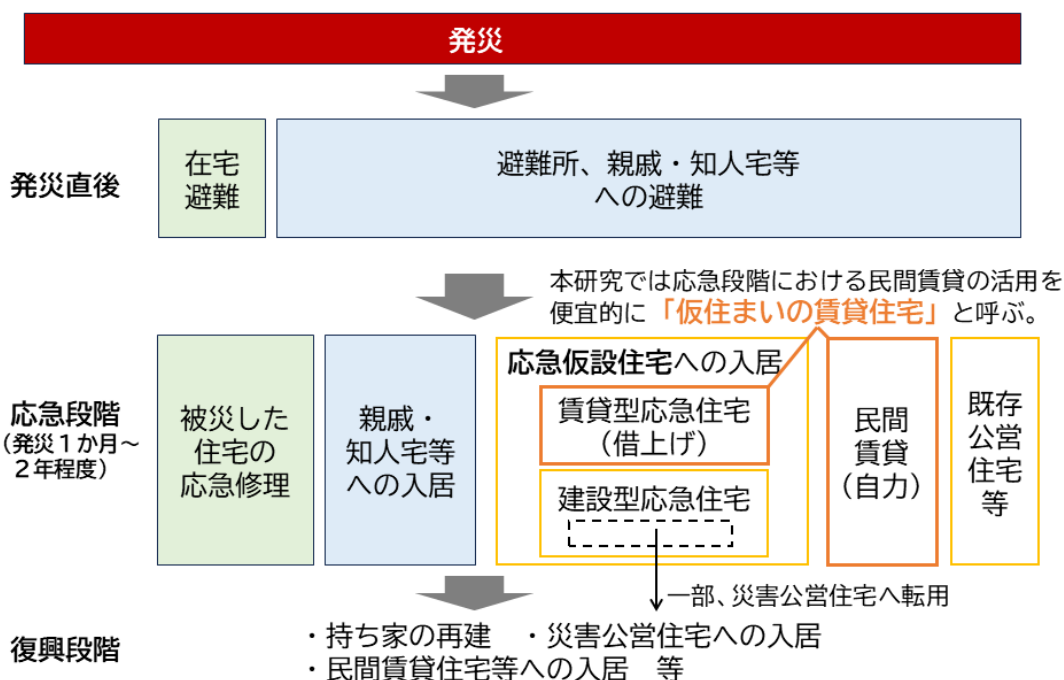 発災
発災直後
在宅
避難
避難所、親戚・知人宅等
への避難
本研究では応急段階における民間賃貸の活用を
便宜的に「仮住まいの賃貸住宅」と呼ぶ。
応急段階
(発災1か月～
2年程度)
被災した
住宅の
応急修理
親戚・
知人宅等
への入居
応急仮設住宅への入居
賃貸型応急住宅
(借上げ)
建設型応急住宅
民間
賃貸
(自力)
既存
公営
住宅
等
一部、災害公営住宅へ転用
復興段階
・持ち家の再建　・災害公営住宅への入居
・民間賃貸住宅等への入居　等